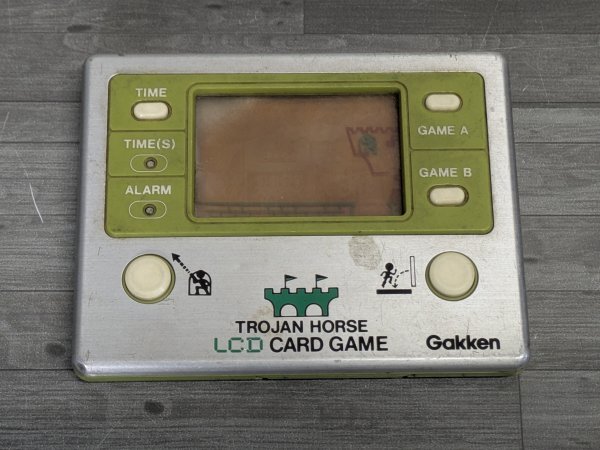 TIME
TIME(S)
ALARM
GAME A
GAME B
TROJAN HORSE
LCD CARD GAME
Gakken